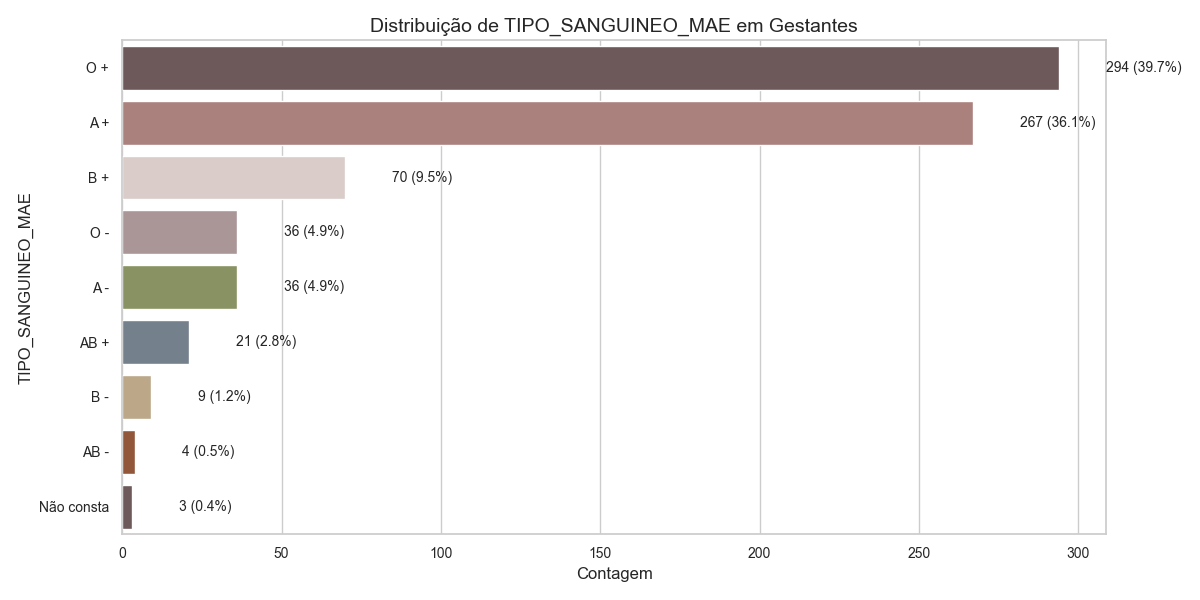 Distribuição de TIPO_SANGUINEO_MAE em Gestantes
TIPO_SANGUINEO_MAE
O + 294 (39.7%)
A + 267 (36.1%)
B + 70 (9.5%)
O - 36 (4.9%)
A - 36 (4.9%)
AB + 21 (2.8%)
B - 9 (1.2%)
AB - 4 (0.5%)
Não consta 3 (0.4%)
0 50 100 150 200 250 300
Contagem